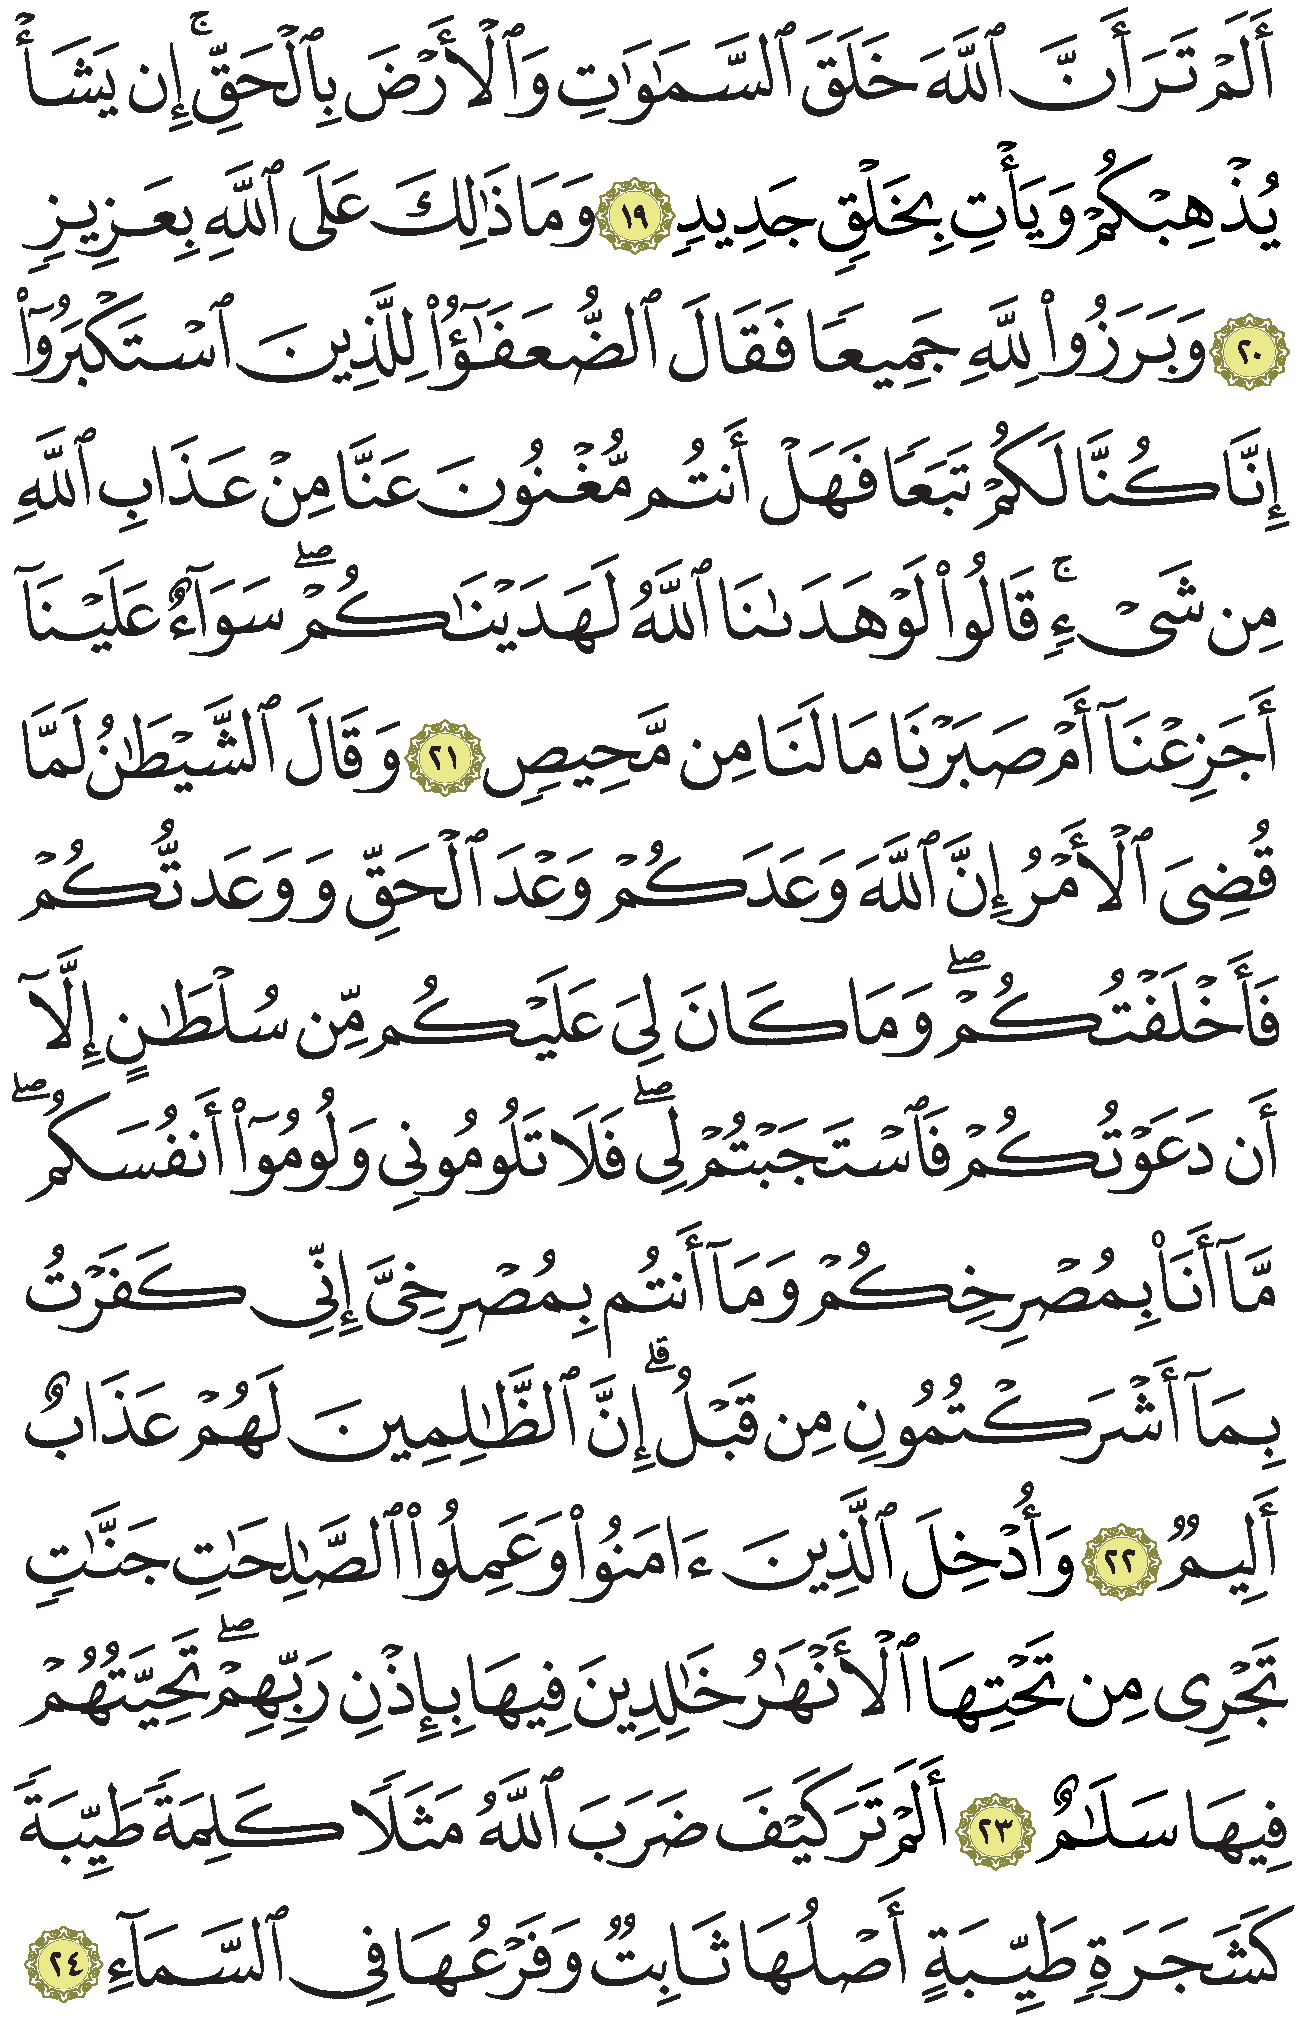 أَلَمْ تَرَ أَنَّ ٱللَّهَ خَلَقَ ٱلسَّمَٰوَٰتِ وَٱلْأَرْضَ بِٱلْحَقِّ ۚ إِن يَشَأْ
يُذْهِبْكُمْ وَيَأْتِ بِخَلْقٍ جَدِيدٍ ١٩ وَمَا ذَٰلِكَ عَلَى ٱللَّهِ بِعَزِيزٍ
٢٠ وَبَرَزُوا۟ لِلَّهِ جَمِيعًا فَقَالَ ٱلضُّعَفَٰٓؤُا۟ لِلَّذِينَ ٱسْتَكْبَرُوٓا۟
إِنَّا كُنَّا لَكُمْ تَبَعًا فَهَلْ أَنتُم مُّغْنُونَ عَنَّا مِنْ عَذَابِ ٱللَّهِ
مِن شَىْءٍ ۚ قَالُوا۟ لَوْ هَدَىٰنَا ٱللَّهُ لَهَدَيْنَٰكُمْ ۖ سَوَآءٌ عَلَيْنَآ
أَجَزِعْنَآ أَمْ صَبَرْنَا مَا لَنَا مِن مَّحِيصٍ ٢١ وَقَالَ ٱلشَّيْطَٰنُ لَمَّا
قُضِىَ ٱلْأَمْرُ إِنَّ ٱللَّهَ وَعَدَكُمْ وَعْدَ ٱلْحَقِّ وَوَعَدتُّكُمْ
فَأَخْلَفْتُكُمْ ۖ وَمَا كَانَ لِىَ عَلَيْكُم مِّن سُلْطَٰنٍ إِلَّآ
أَن دَعَوْتُكُمْ فَٱسْتَجَبْتُمْ لِى ۖ فَلَا تَلُومُونِى وَلُومُوٓا۟ أَنفُسَكُم ۖ
مَّآ أَنَا۠ بِمُصْرِخِكُمْ وَمَآ أَنتُم بِمُصْرِخِىَّ إِنِّى كَفَرْتُ
بِمَآ أَشْرَكْتُمُونِ مِن قَبْلُ ۗ إِنَّ ٱلظَّٰلِمِينَ لَهُمْ عَذَابٌ
أَلِيمٌ ٢٢ وَأُدْخِلَ ٱلَّذِينَ ءَامَنُوا۟ وَعَمِلُوا۟ ٱلصَّٰلِحَٰتِ جَنَّٰتٍ
تَجْرِى مِن تَحْتِهَا ٱلْأَنْهَٰرُ خَٰلِدِينَ فِيهَا بِإِذْنِ رَبِّهِمْ ۖ تَحِيَّتُهُمْ
فِيهَا سَلَٰمٌ ٢٣ أَلَمْ تَرَ كَيْفَ ضَرَبَ ٱللَّهُ مَثَلًا كَلِمَةً طَيِّبَةً
كَشَجَرَةٍ طَيِّبَةٍ أَصْلُهَا ثَابِتٌ وَفَرْعُهَا فِى ٱلسَّمَآءِ ٢٤